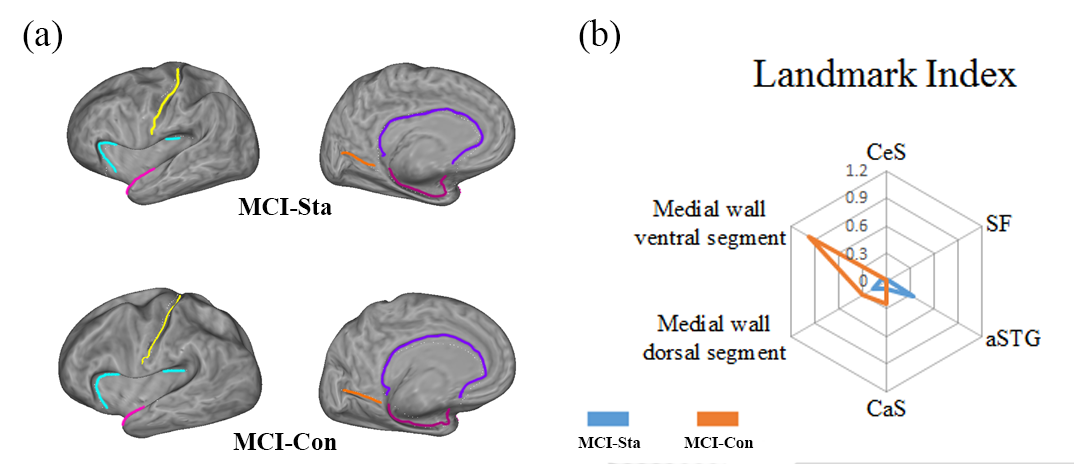 (a)
MCI-Sta
MCI-Con
(b)
Landmark Index
CeS
1.2
0.9
0.6
0.3
0
SF
aSTG
CaS
Medial wall
dorsal segment
Medial wall
ventral segment
MCI-Sta
MCI-Con